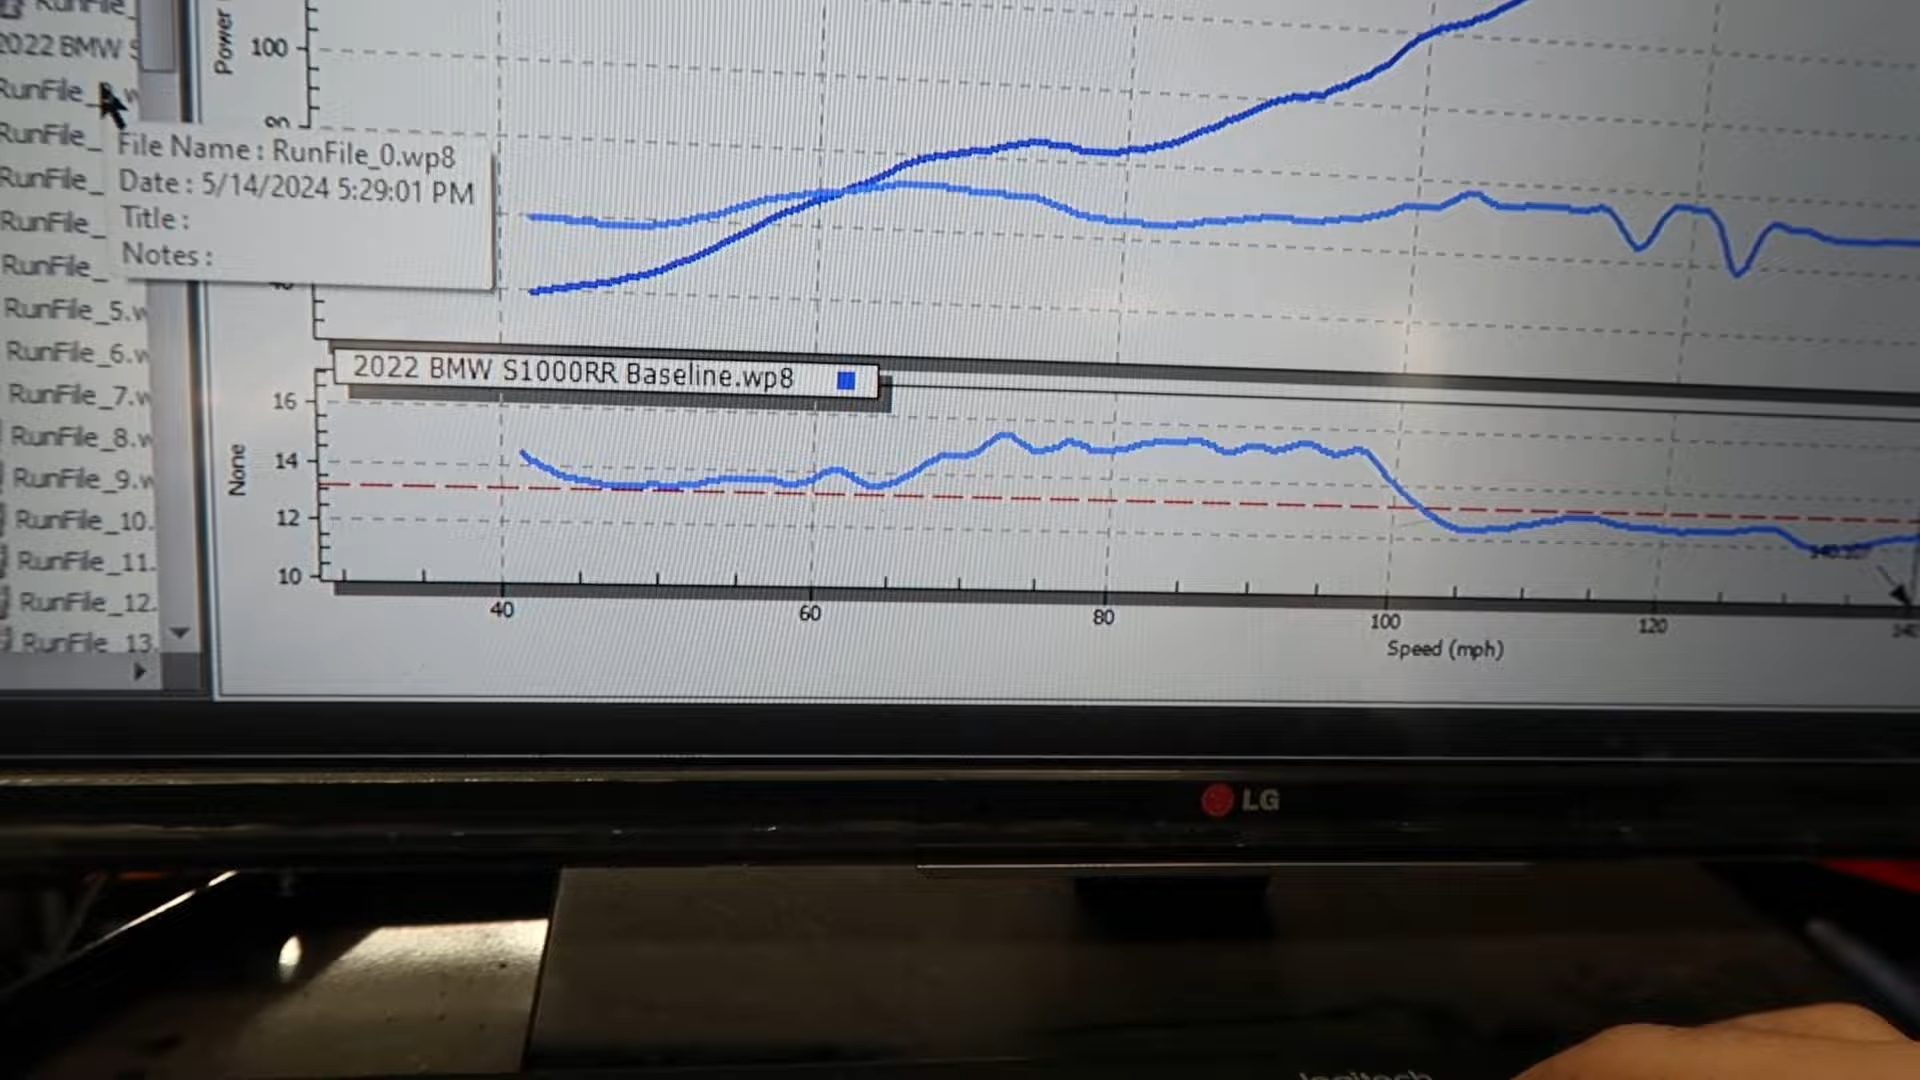 RunFile_
2022 BMW S
RunFile_
RunFile_
RunFile_
RunFile_
RunFile_
RunFile_5.w
RunFile_6.w
RunFile_7.w
RunFile_8.w
RunFile_9.w
RunFile_10.
RunFile_11.
RunFile_12.
RunFile_13.
File Name : RunFile_0.wp8
Date : 5/14/2024 5:29:01 PM
Title :
Notes :
Power
100
2022 BMW S1000RR Baseline.wp8
None
16
14
12
10
40
60
80
100
120
Speed (mph)
LG
logitech